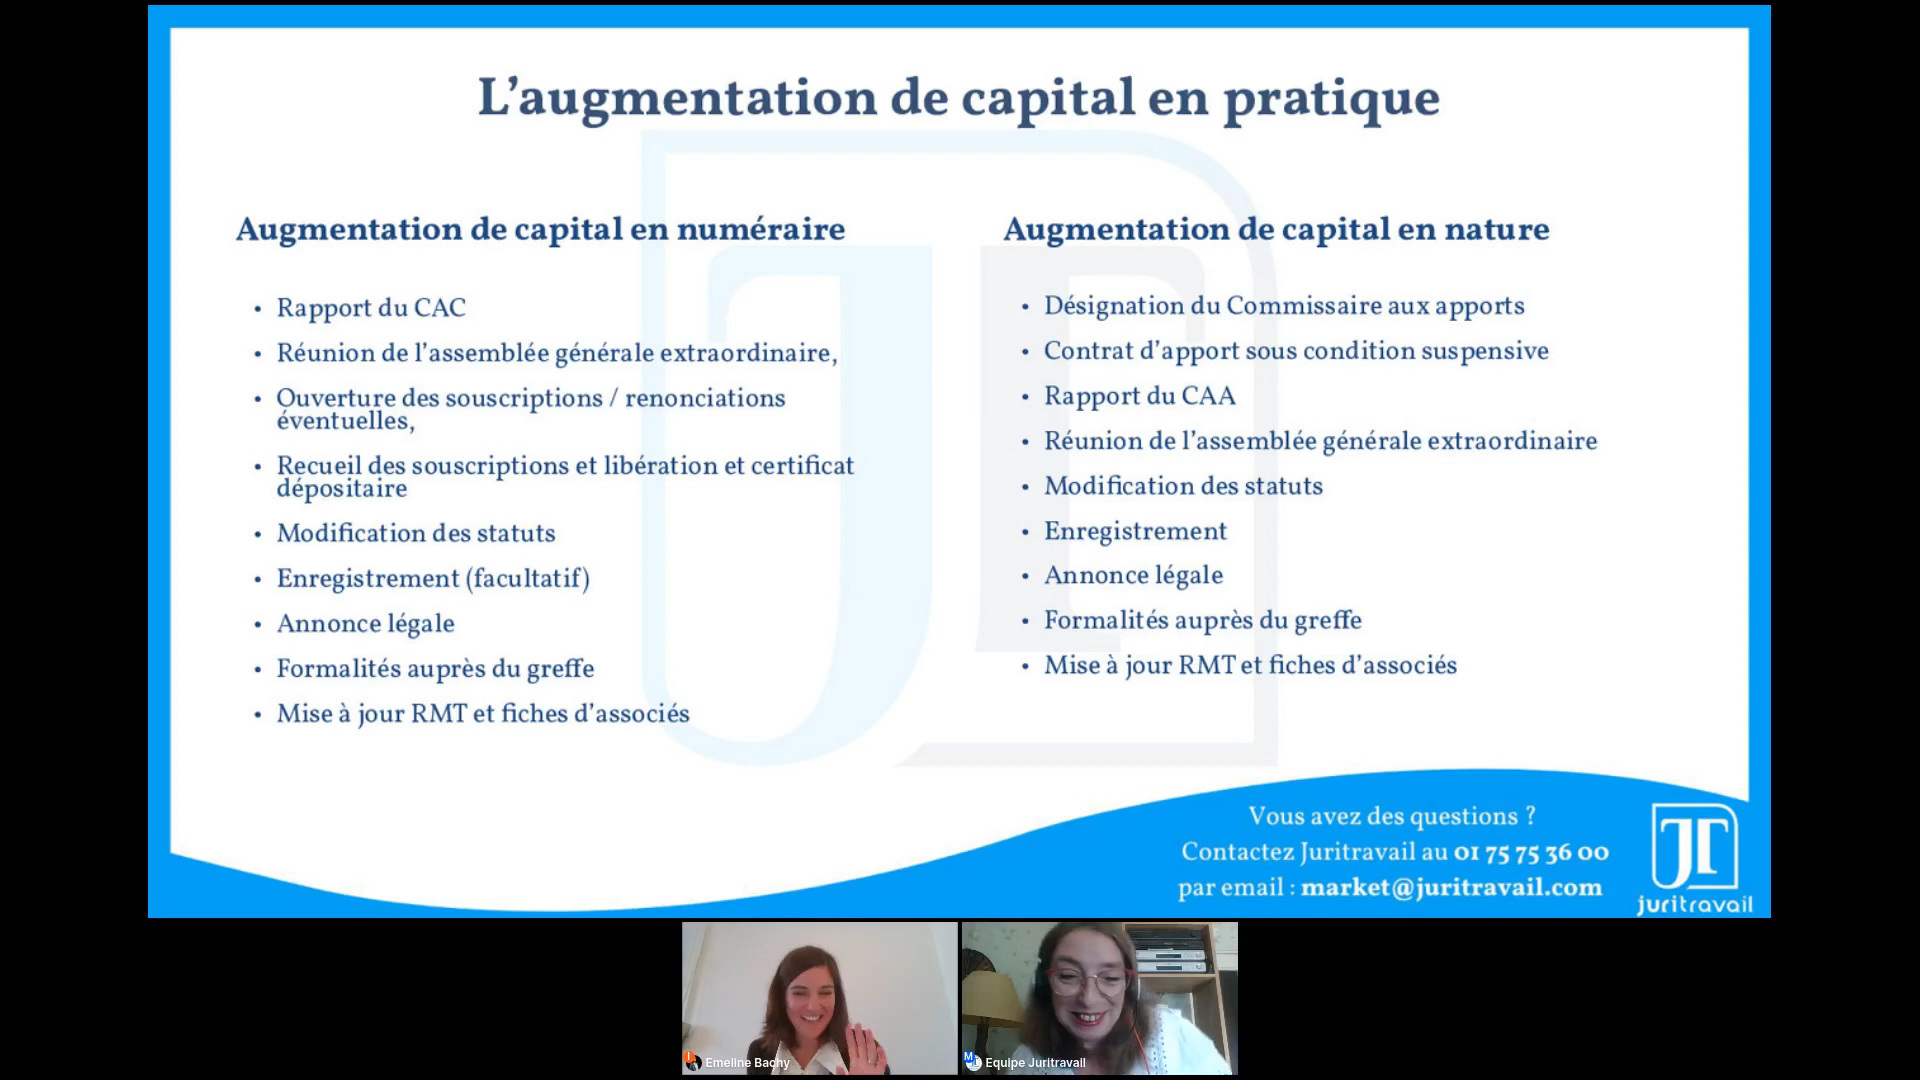 L’augmentation de capital en pratique
Augmentation de capital en numéraire
• Rapport du CAC
• Réunion de l’assemblée générale extraordinaire,
• Ouverture des souscriptions / renonciations
éventuelles,
• Recueil des souscriptions et libération et certificat
dépositaire
• Modification des statuts
• Enregistrement (facultatif)
• Annonce légale
• Formalités auprès du greffe
• Mise à jour RMT et fiches d’associés
Augmentation de capital en nature
• Désignation du Commissaire aux apports
• Contrat d’apport sous condition suspensive
• Rapport du CAA
• Réunion de l’assemblée générale extraordinaire
• Modification des statuts
• Enregistrement
• Annonce légale
• Formalités auprès du greffe
• Mise à jour RMT et fiches d’associés
Vous avez des questions ?
Contactez Juritravail au 01 75 75 36 00
par email : market@juritravail.com
JT
juritravail
Emeline Bachy
Equipe Juritravail